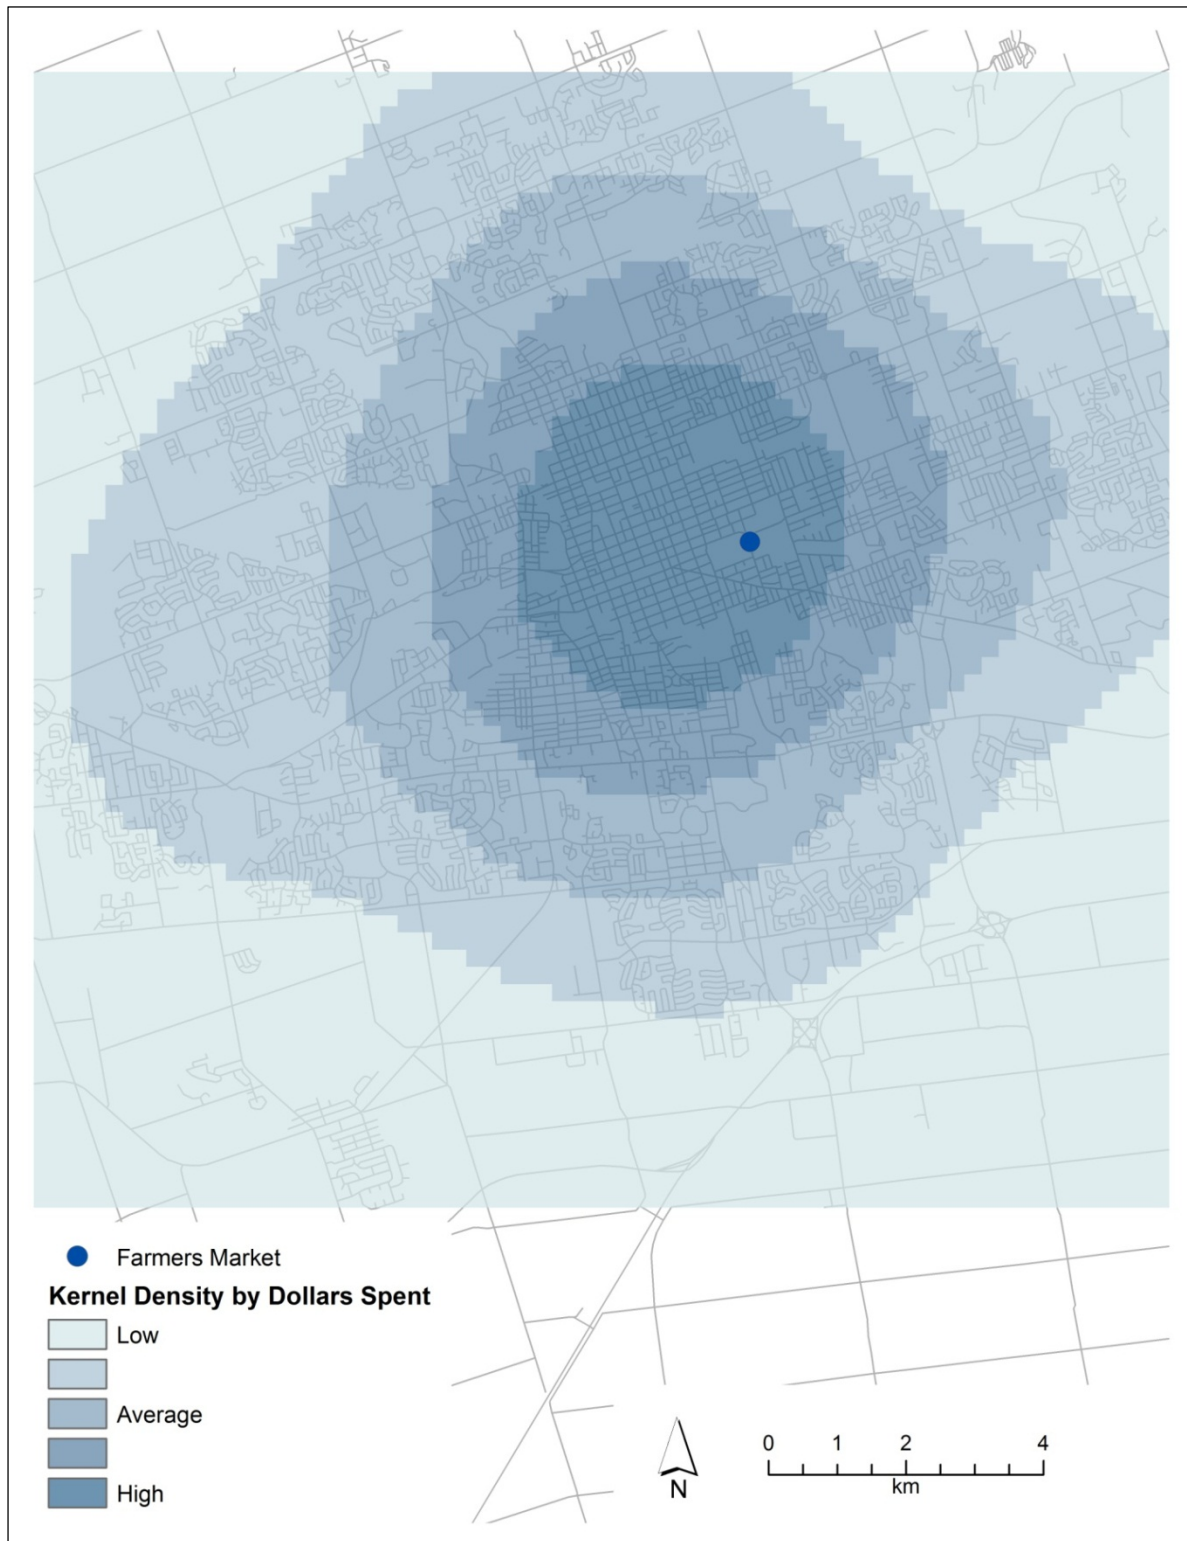 Farmers Market
Kernel Density by Dollars Spent
Low
Average
High
N
0 1 2 4
km